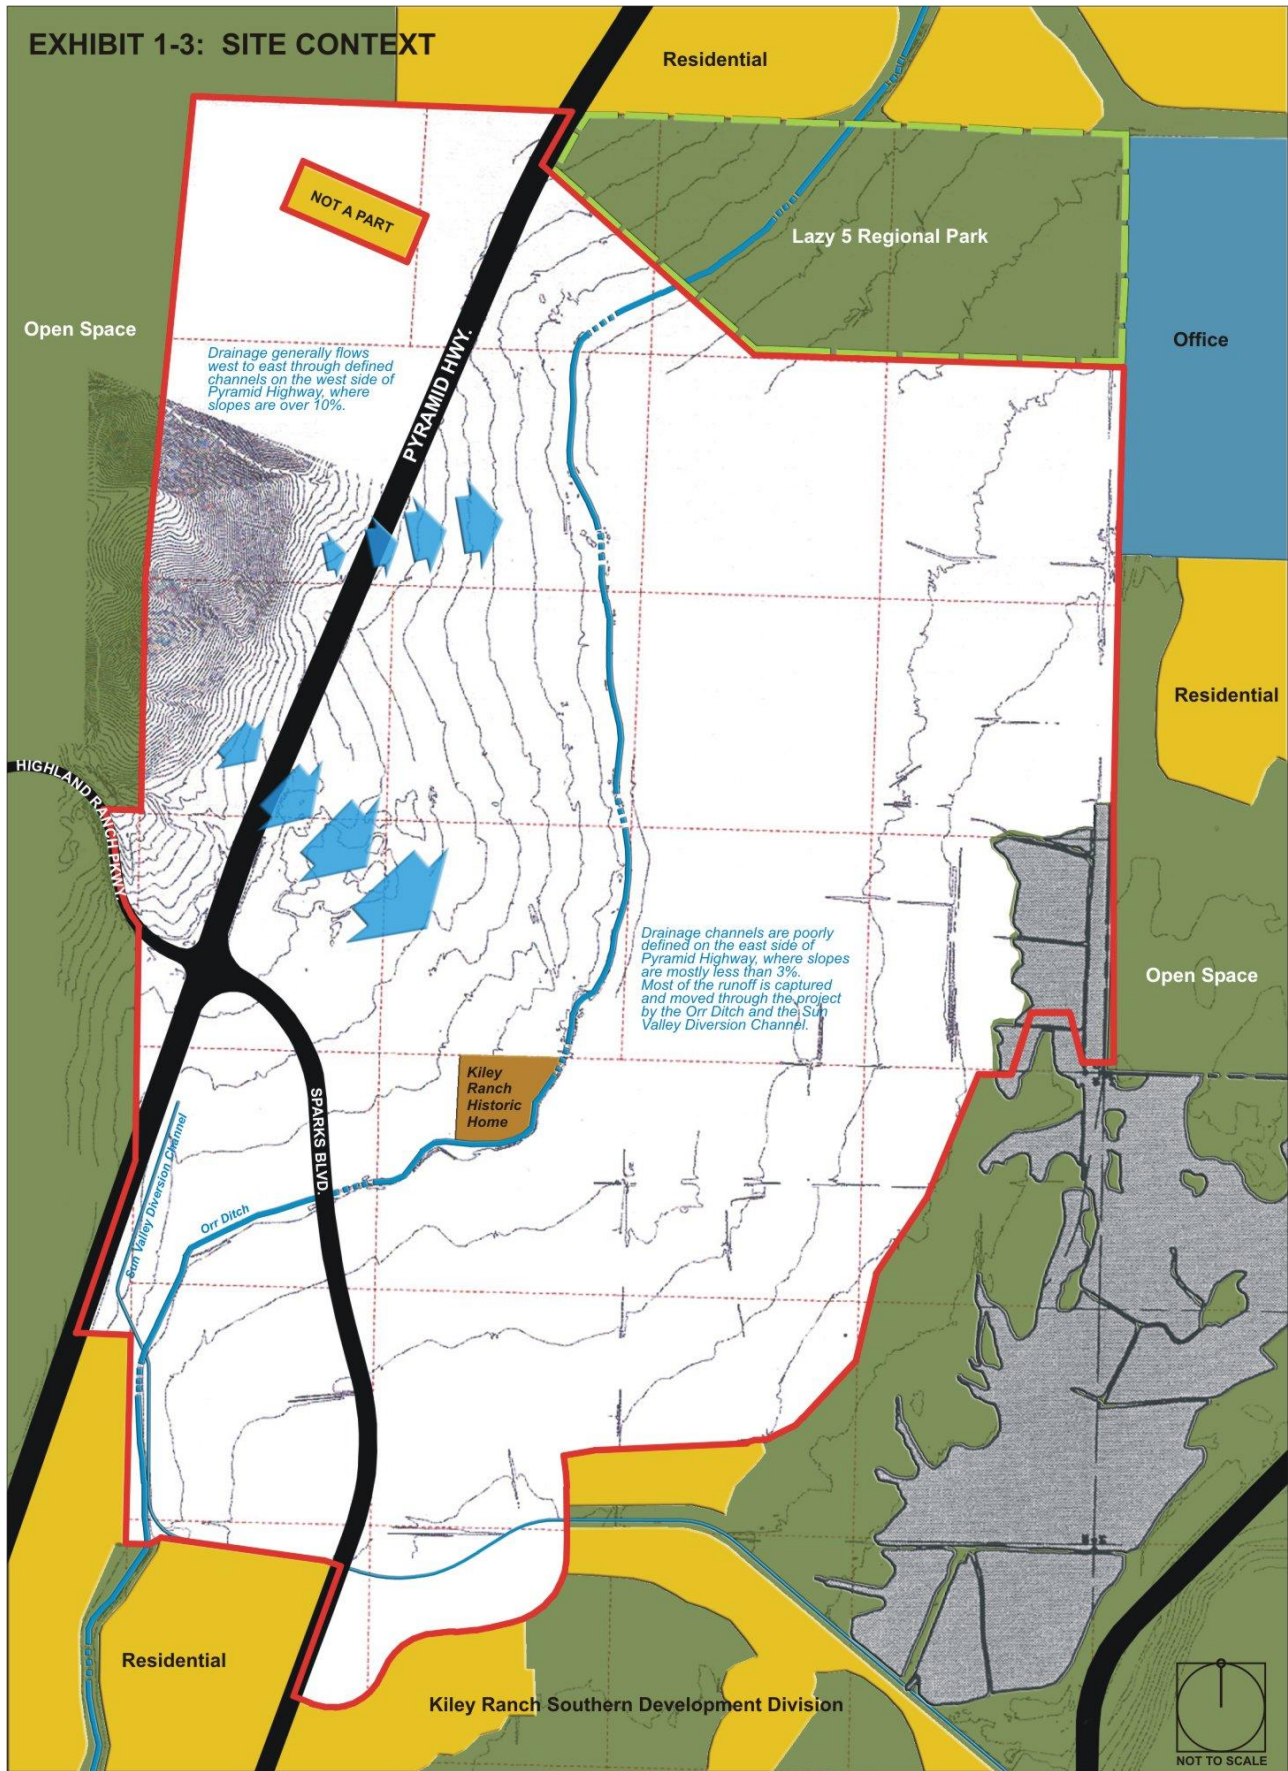 EXHIBIT 1-3: SITE CONTEXT
Residential
NOT A PART
Lazy 5 Regional Park
Open Space
Office
PYRAMID HWY.
Drainage generally flows
west to east through defined
channels on the west side of
Pyramid Highway, where
slopes are over 10%.
Residential
HIGHLAND RANCH PKWY.
Drainage channels are poorly
defined on the east side of
Pyramid Highway, where slopes
are mostly less than 3%.
Most of the runoff is captured
and moved through the project
by the Orr Ditch and the Sun
Valley Diversion Channel.
Open Space
Kiley
Ranch
Historic
Home
SPARKS BLVD.
Sun Valley Diversion Channel
Orr Ditch
Residential
Kiley Ranch Southern Development Division
NOT TO SCALE